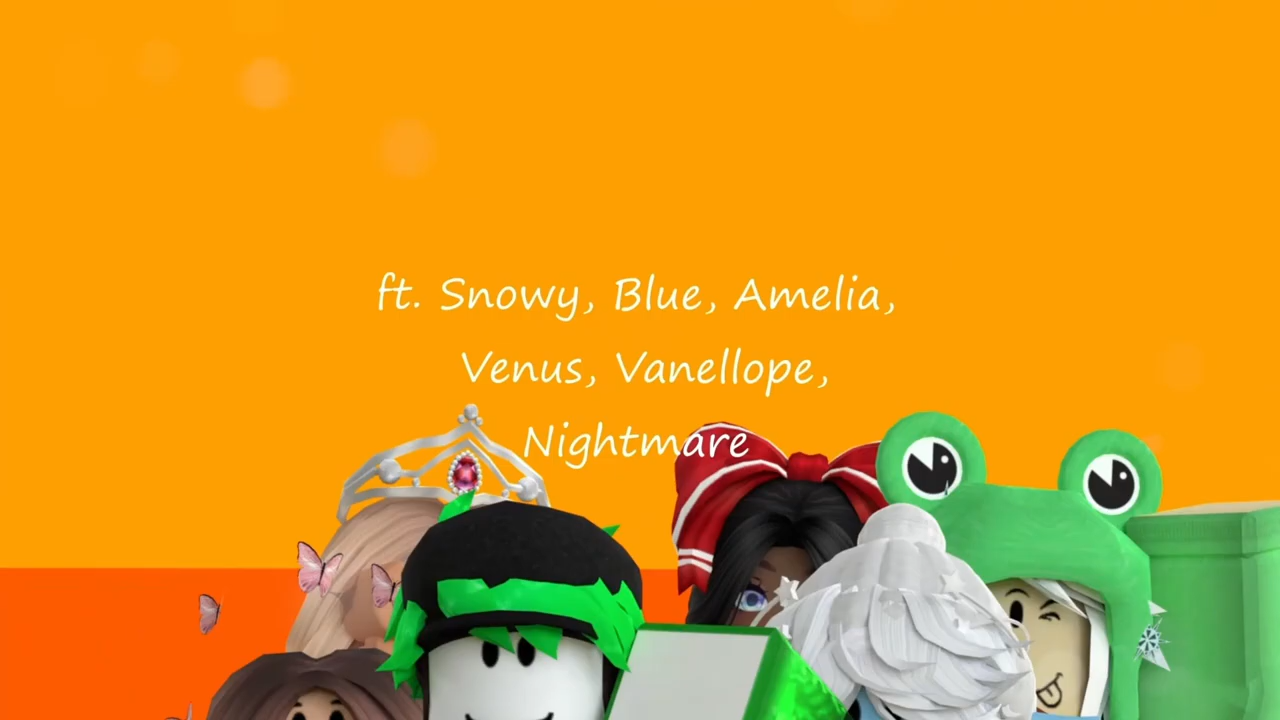 ft. Snowy, Blue, Amelia,
Venus, Vanellope,
Nightmare